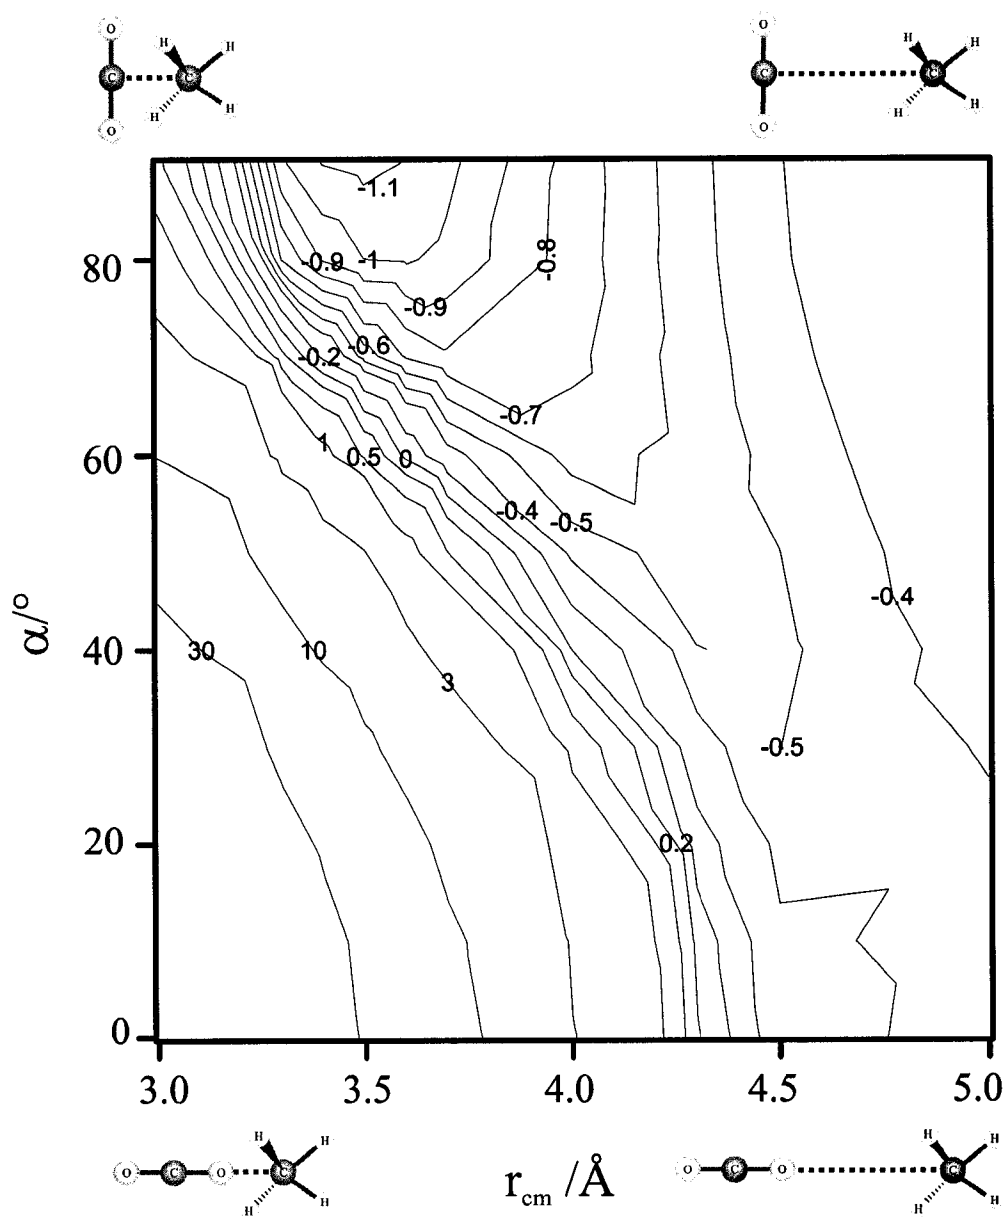 O O
H H H H
C C C C
H H H H
O O
-1.1
-0.8
80 -0.9 -1
-0.9
-0.6
-0.2
-0.7
60 1 0.5 0
-0.4 -0.5
α/° -0.4
40 30 10
3
-0.5
20 0.2
0
3.0 3.5 4.0 4.5 5.0
H H H H
O C O C O C O C
H H H H
r_cm /Å